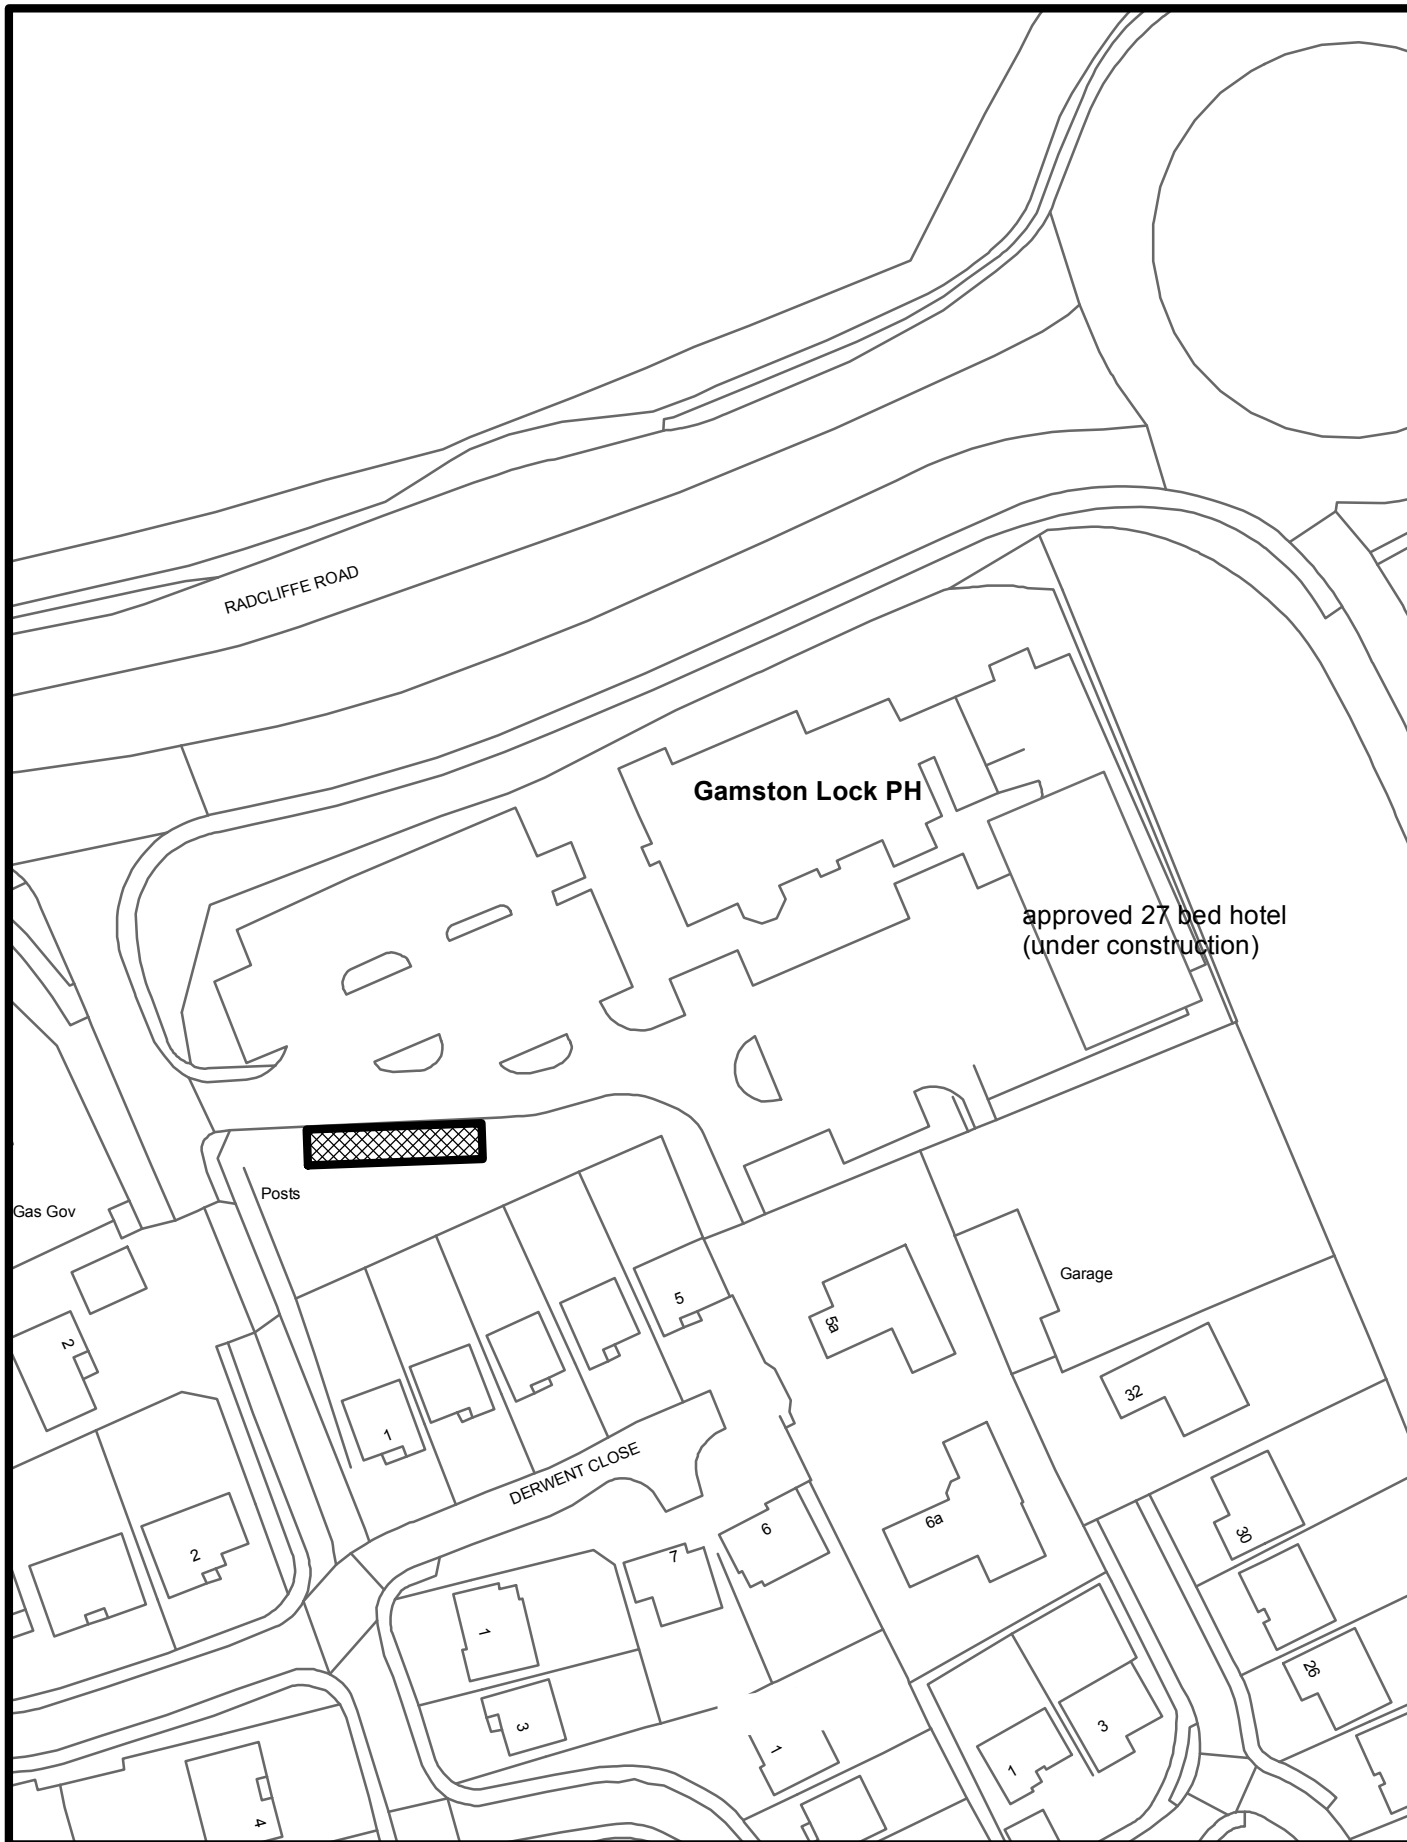 RADCLIFFE ROAD
Gamston Lock PH
approved 27 bed hotel
(under construction)
Posts
Gas Gov
Garage
2
5
5a
32
1
DERWENT CLOSE
2
7
6
6a
30
1
3
26
1
1
3
4